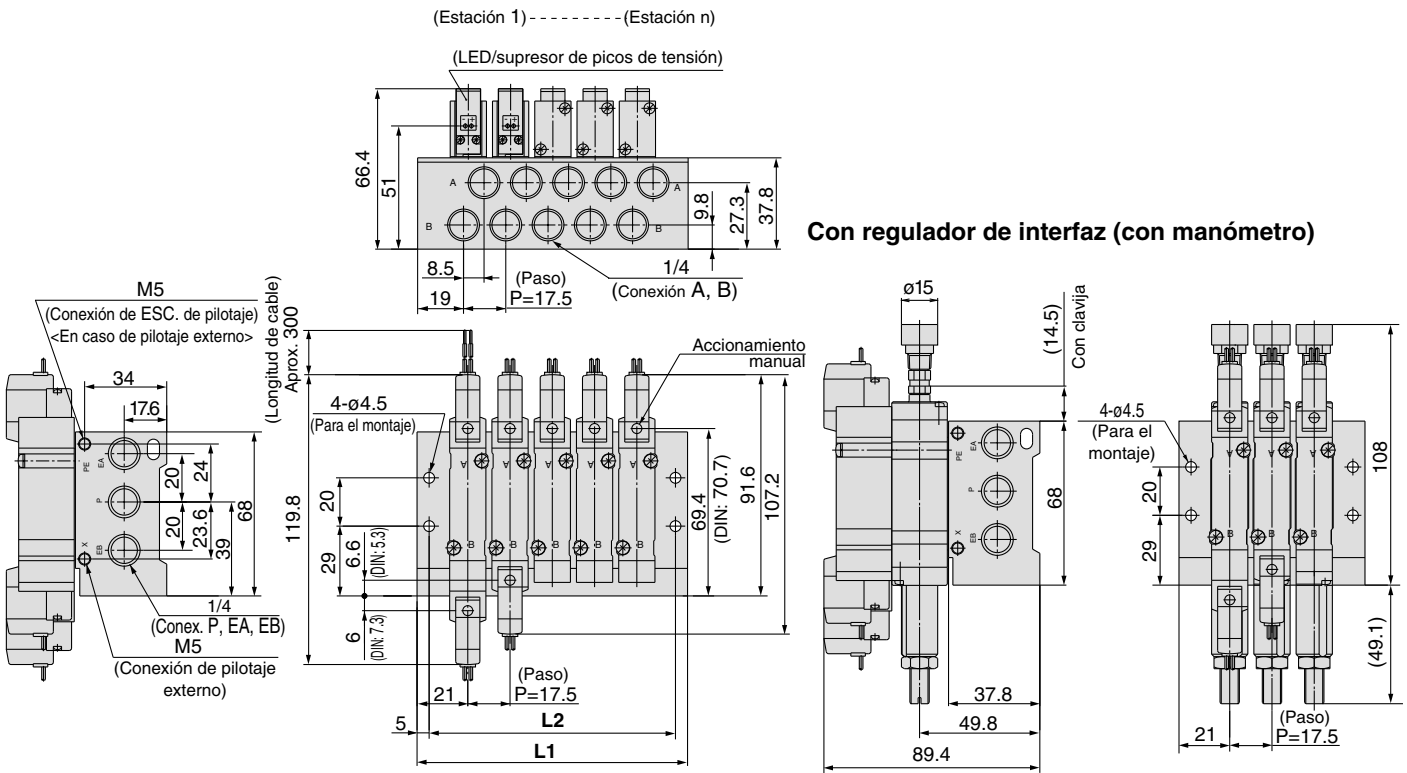 (Estación 1)
(Estación n)
(LED/supresor de picos de tensión)
66.4
51
A
A
B
B
9.8
27.3
37.8
8.5
(Paso)
19
P=17.5
1/4
(Conexión A, B)
Con regulador de interfaz (con manómetro)
M5
(Conexión de ESC. de pilotaje)
<En caso de pilotaje externo>
34
17.6
PE
EA
P
X
EB
20
24
20
23.6
39
68
1/4
(Conex. P, EA, EB)
M5
(Conexión de pilotaje
externo)
(Longitud de cable)
Aprox. 300
Accionamiento
manual
4-ø4.5
(Para el montaje)
119.8
20
29
6.6
(DIN: 5.3)
6
(DIN: 7.3)
A
A
B
B
B
B
B
69.4
(DIN: 70.7)
91.6
107.2
21
(Paso)
P=17.5
5
L2
L1
ø15
(14.5)
Con clavija
PE
EA
P
X
EB
68
37.8
49.8
89.4
4-ø4.5
(Para el
montaje)
20
29
A
B
108
(49.1)
21
(Paso)
P=17.5